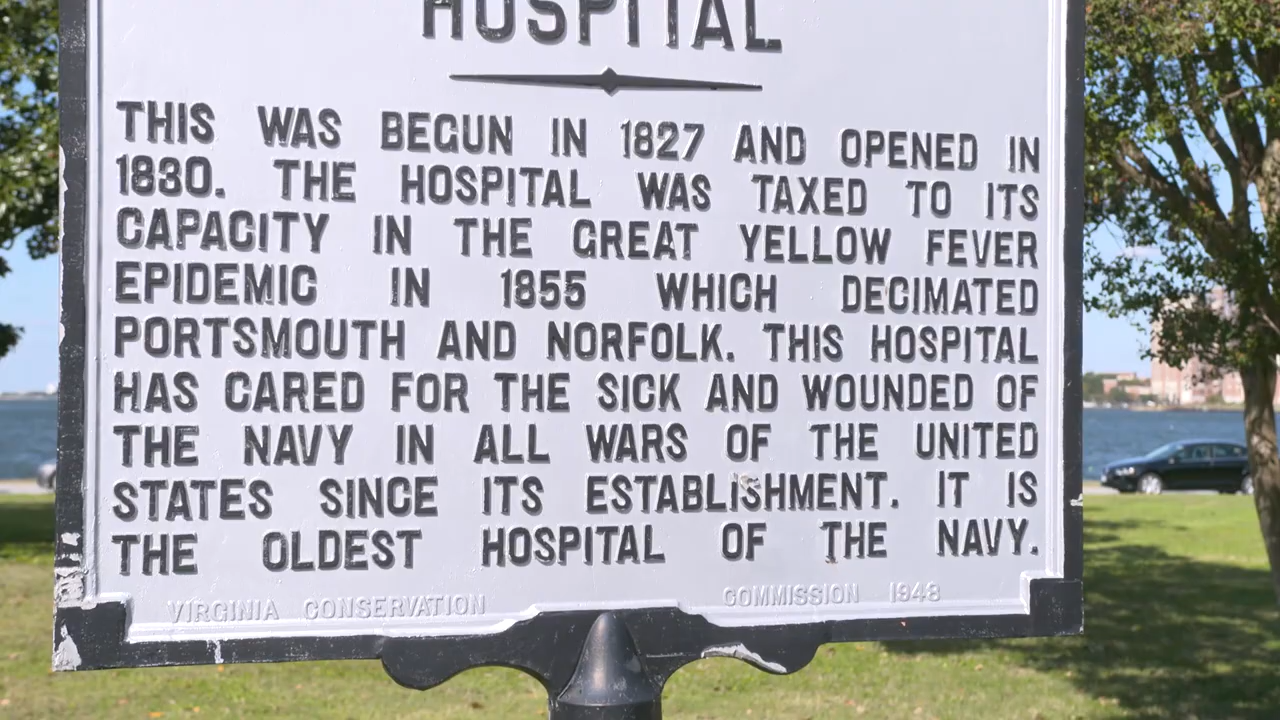 HOSPITAL
THIS WAS BEGUN IN 1827 AND OPENED IN
1830. THE HOSPITAL WAS TAXED TO ITS
CAPACITY IN THE GREAT YELLOW FEVER
EPIDEMIC IN 1855 WHICH DECIMATED
PORTSMOUTH AND NORFOLK. THIS HOSPITAL
HAS CARED FOR THE SICK AND WOUNDED OF
THE NAVY IN ALL WARS OF THE UNITED
STATES SINCE ITS ESTABLISHMENT. IT IS
THE OLDEST HOSPITAL OF THE NAVY.
VIRGINIA CONSERVATION COMMISSION 1948